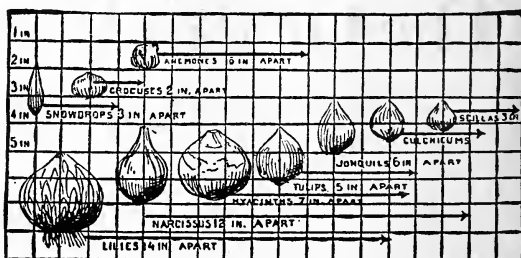 1 IN
2 IN
ANEMONES 6 IN APART
3 IN
CROCUSES 2 IN. APART
4 IN
SNOWDROPS 3 IN APART
SCILLAS 3
CULCHICUMS
5 IN
JONQUILS 6 IN APART
TULIPS. 5 IN APART
HYACINTHS 7 IN. APART
NARCISSUS 12 IN. APART
LILIES 14 IN APART